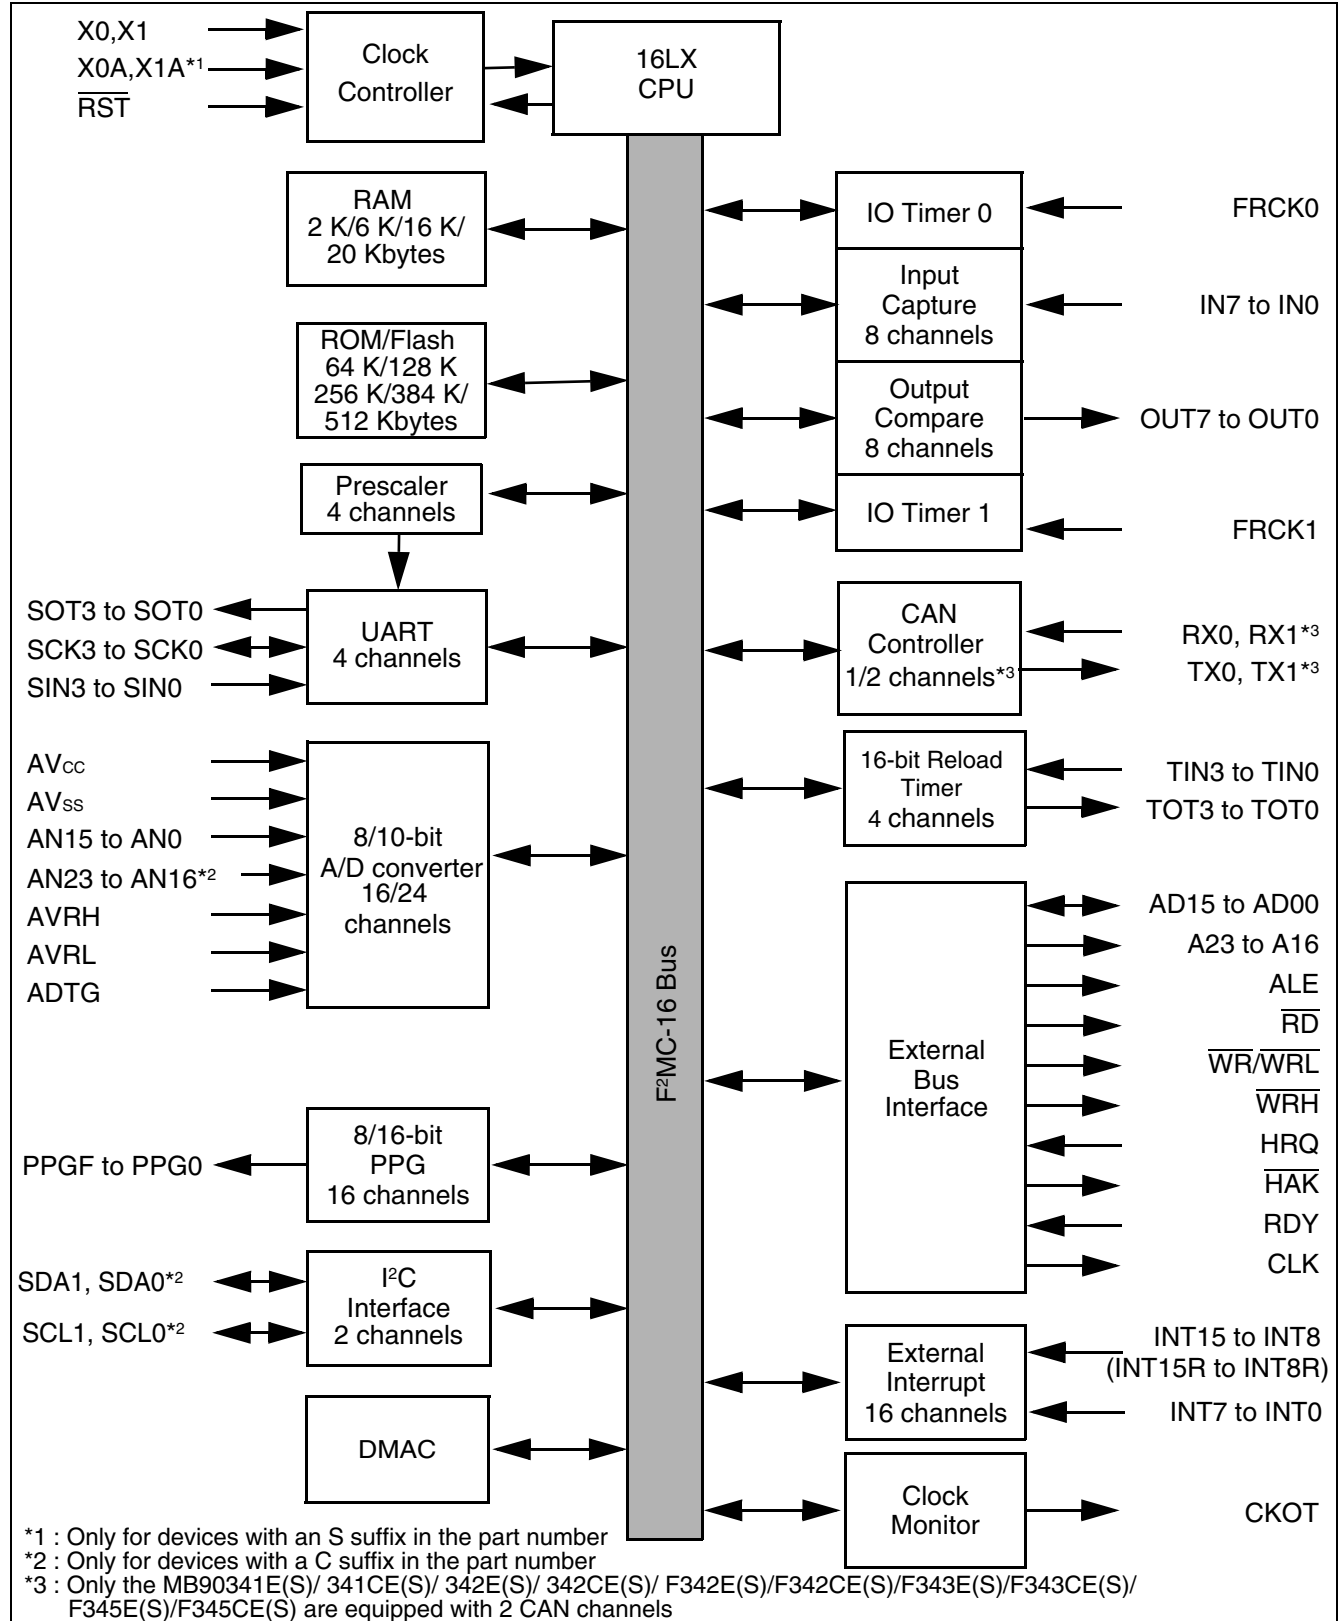 X0,X1
X0A,X1A*1
RST
Clock
Controller
16LX
CPU
RAM
2 K/6 K/16 K/
20 Kbytes
ROM/Flash
64 K/128 K
256 K/384 K/
512 Kbytes
Prescaler
4 channels
SOT3 to SOT0
SCK3 to SCK0
SIN3 to SIN0
UART
4 channels
AVCC
AVSS
AN15 to AN0
AN23 to AN16*2
AVRH
AVRL
ADTG
8/10-bit
A/D converter
16/24
channels
PPGF to PPG0
8/16-bit
PPG
16 channels
SDA1, SDA0*2
SCL1, SCL0*2
I²C
Interface
2 channels
DMAC
F²MC-16 Bus
IO Timer 0
FRCK0
Input
Capture
8 channels
IN7 to IN0
Output
Compare
8 channels
OUT7 to OUT0
IO Timer 1
FRCK1
CAN
Controller
1/2 channels*3
RX0, RX1*3
TX0, TX1*3
16-bit Reload
Timer
4 channels
TIN3 to TIN0
TOT3 to TOT0
External
Bus
Interface
AD15 to AD00
A23 to A16
ALE
RD
WR/WRL
WRH
HRQ
HAK
RDY
CLK
External
Interrupt
16 channels
INT15 to INT8
(INT15R to INT8R)
INT7 to INT0
Clock
Monitor
CKOT
*1 : Only for devices with an S suffix in the part number
*2 : Only for devices with a C suffix in the part number
*3 : Only the MB90341E(S)/ 341CE(S)/ 342E(S)/ 342CE(S)/ F342E(S)/F342CE(S)/F343E(S)/F343CE(S)/
F345E(S)/F345CE(S) are equipped with 2 CAN channels